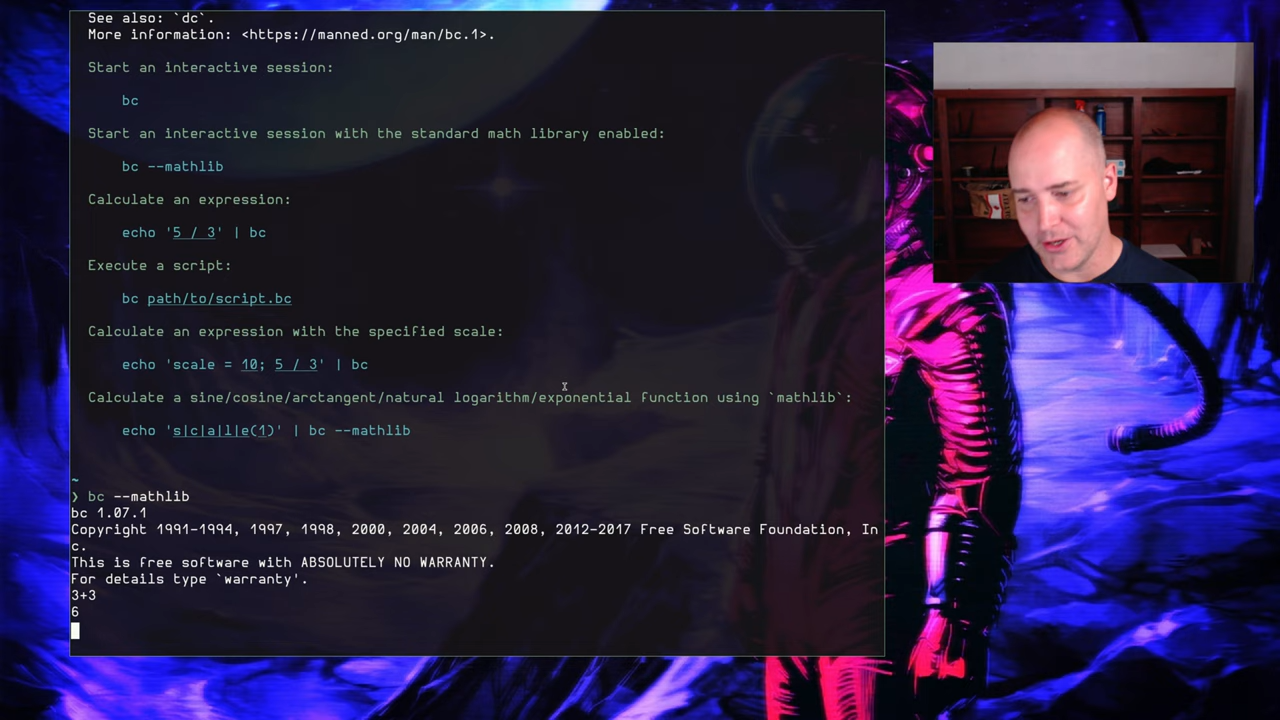 See also: `dc`.
More information: <https://manned.org/man/bc.1>.
Start an interactive session:
bc
Start an interactive session with the standard math library enabled:
bc --mathlib
Calculate an expression:
echo '5 / 3' | bc
Execute a script:
bc path/to/script.bc
Calculate an expression with the specified scale:
echo 'scale = 10; 5 / 3' | bc
Calculate a sine/cosine/arctangent/natural logarithm/exponential function using `mathlib`:
echo 's|c|a|l|e(1)' | bc --mathlib
~
❯ bc --mathlib
bc 1.07.1
Copyright 1991-1994, 1997, 1998, 2000, 2004, 2006, 2008, 2012-2017 Free Software Foundation, In
c.
This is free software with ABSOLUTELY NO WARRANTY.
For details type `warranty'.
3+3
6